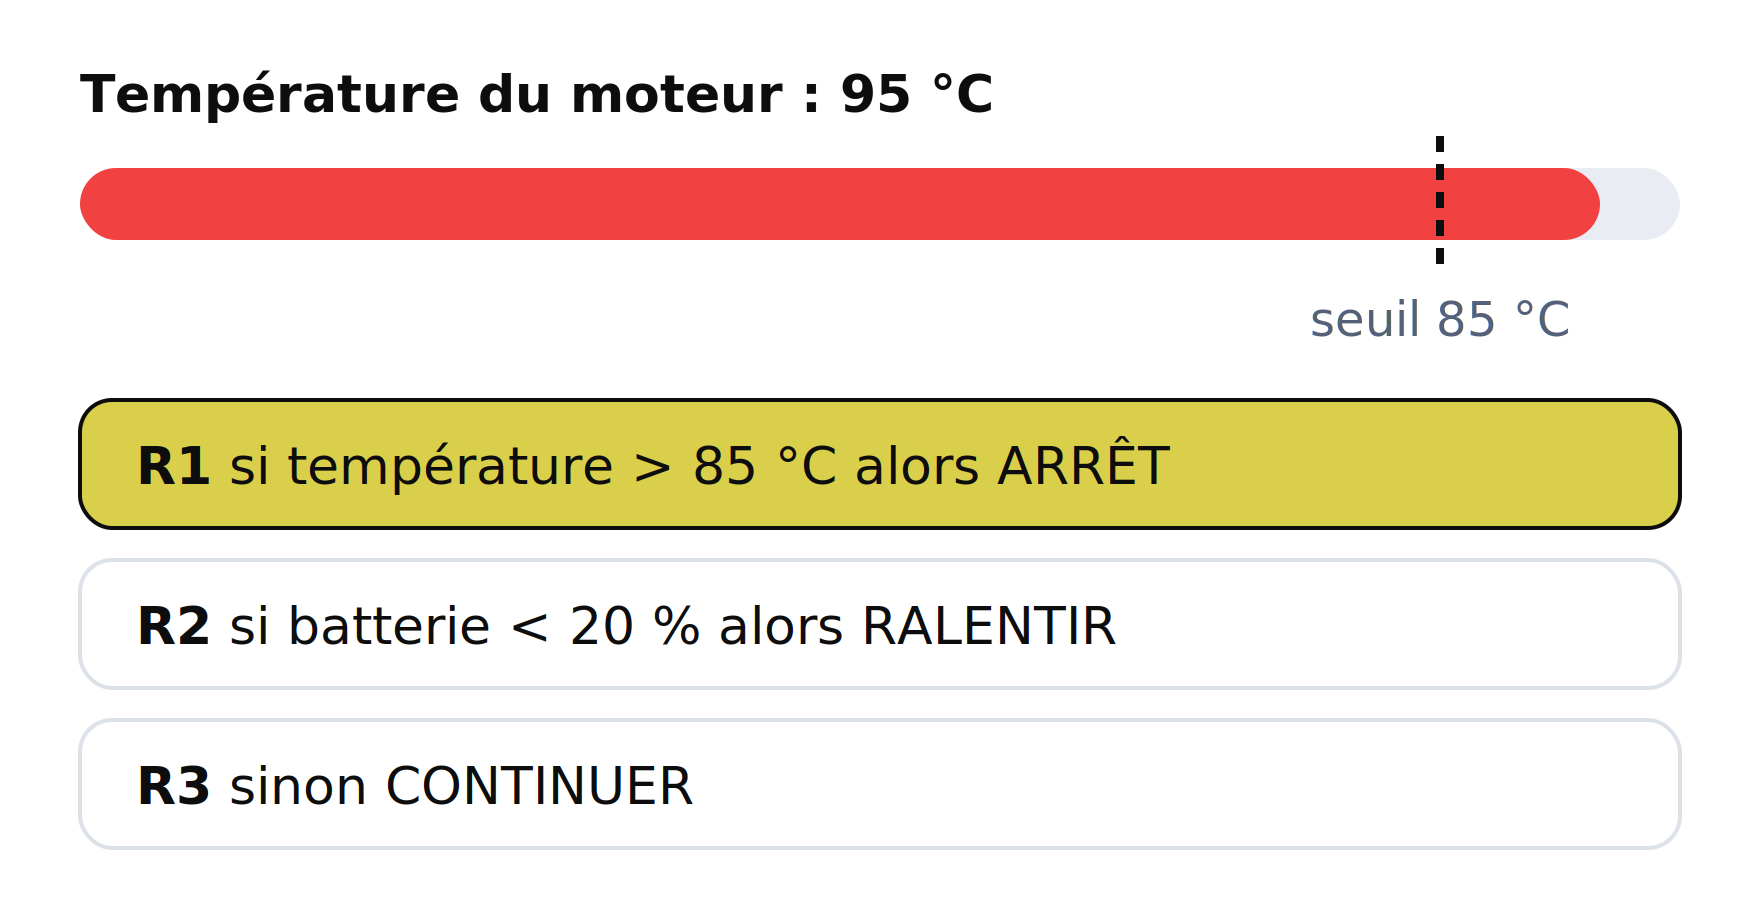 Température du moteur : 95 °C
seuil 85 °C
R1 si température > 85 °C alors ARRÊT
R2 si batterie < 20 % alors RALENTIR
R3 sinon CONTINUER